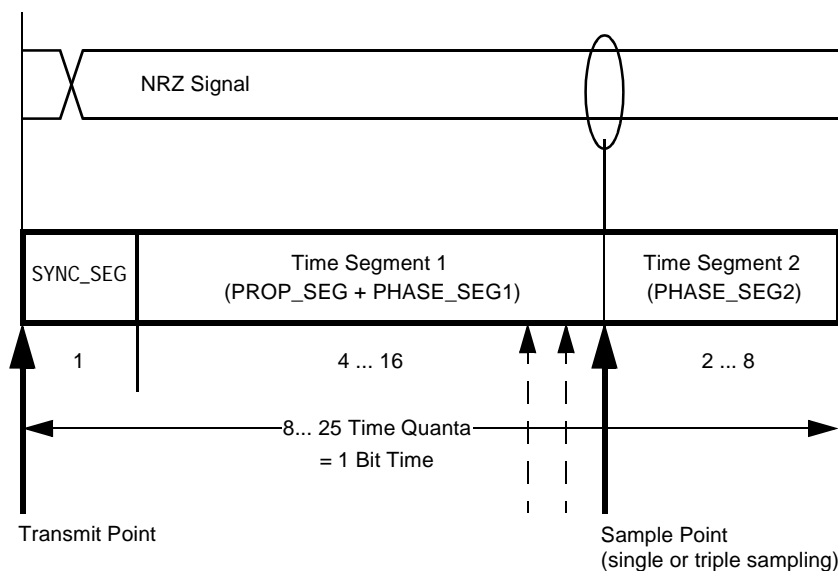 NRZ Signal
SYNC_SEG
Time Segment 1
(PROP_SEG + PHASE_SEG1)
Time Segment 2
(PHASE_SEG2)
1
4 ... 16
2 ... 8
8... 25 Time Quanta
= 1 Bit Time
Transmit Point
Sample Point
(single or triple sampling)